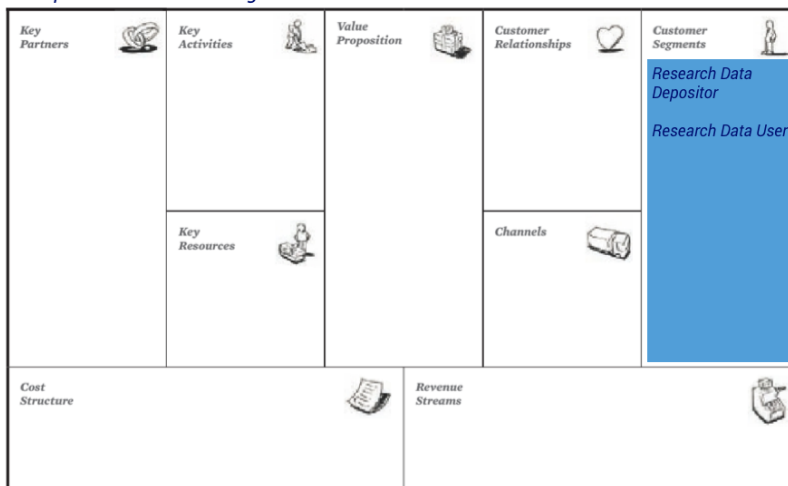 Key
Partners
Key
Activities
Value
Proposition
Customer
Relationships
Customer
Segments
Research Data
Depositor
Research Data User
Key
Resources
Channels
Cost
Structure
Revenue
Streams